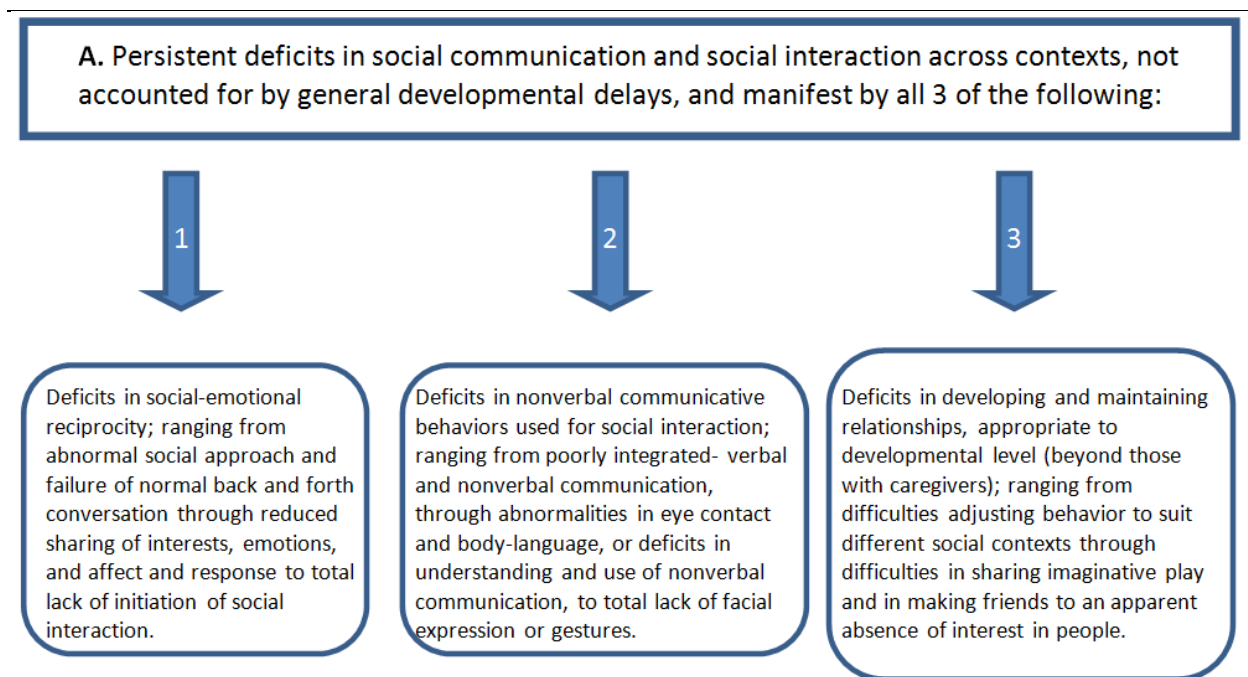 A. Persistent deficits in social communication and social interaction across contexts, not
accounted for by general developmental delays, and manifest by all 3 of the following:
1
2
3
Deficits in social-emotional
reciprocity; ranging from
abnormal social approach and
failure of normal back and forth
conversation through reduced
sharing of interests, emotions,
and affect and response to total
lack of initiation of social
interaction.
Deficits in nonverbal communicative
behaviors used for social interaction;
ranging from poorly integrated- verbal
and nonverbal communication,
through abnormalities in eye contact
and body-language, or deficits in
understanding and use of nonverbal
communication, to total lack of facial
expression or gestures.
Deficits in developing and maintaining
relationships, appropriate to
developmental level (beyond those
with caregivers); ranging from
difficulties adjusting behavior to suit
different social contexts through
difficulties in sharing imaginative play
and in making friends to an apparent
absence of interest in people.